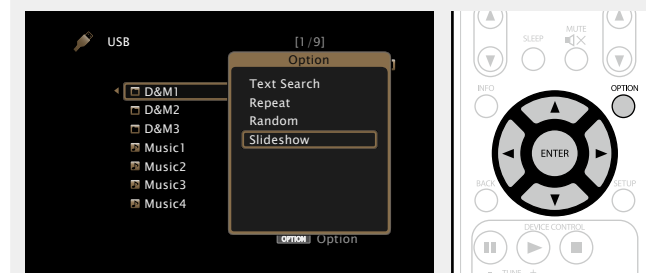 USB
[1/9]
Option
Text Search
Repeat
Random
Slideshow
D&M1
D&M2
D&M3
Music1
Music2
Music3
Music4
OPTION Option
SLEEP
MUTE
INFO
OPTION
ENTER
BACK
SETUP
DEVICE CONTROL
- TUNE +